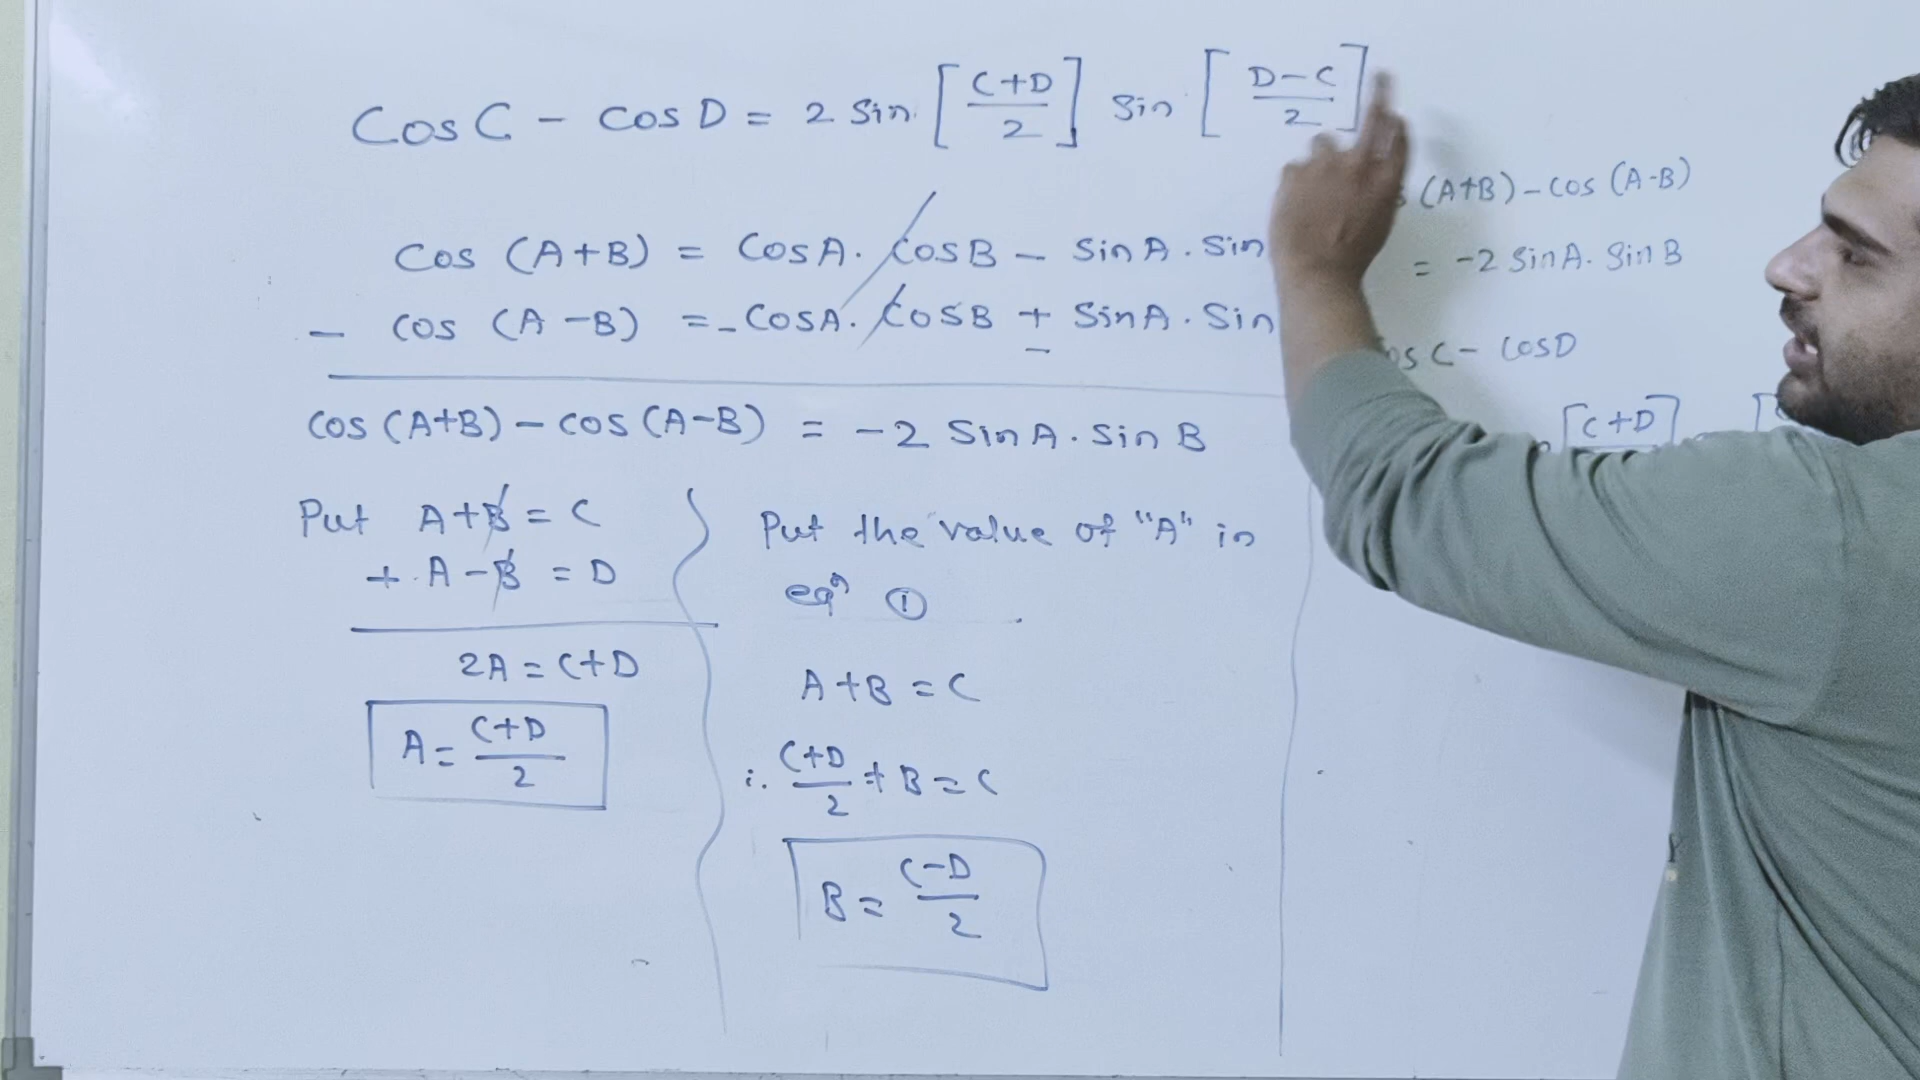 Cos C - cos D = 2 sin [C+D/2] sin [D-C/2]
cos (A+B) = cosA. cosB - sinA. sin
- cos (A-B) = - cosA. cosB + sinA. sin
-
cos (A+B) - cos (A-B) = -2 sinA. sin B
Put A+B = C
+ A-B = D
2A = C+D
A = C+D/2
Put the value of "A" in
eqn ①
A+B = C
∴ C+D/2 + B = C
B = C-D/2
(A+B) - cos (A-B)
= -2 sinA. sin B
C - cosD
[C+D]